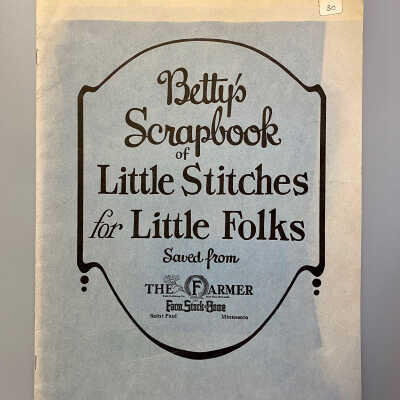 80
Betty's
Scrapbook
of
Little Stitches
for Little Folks
Saved from
THE FARMER
Farm, Stock & Home
Saint Paul Minnesota